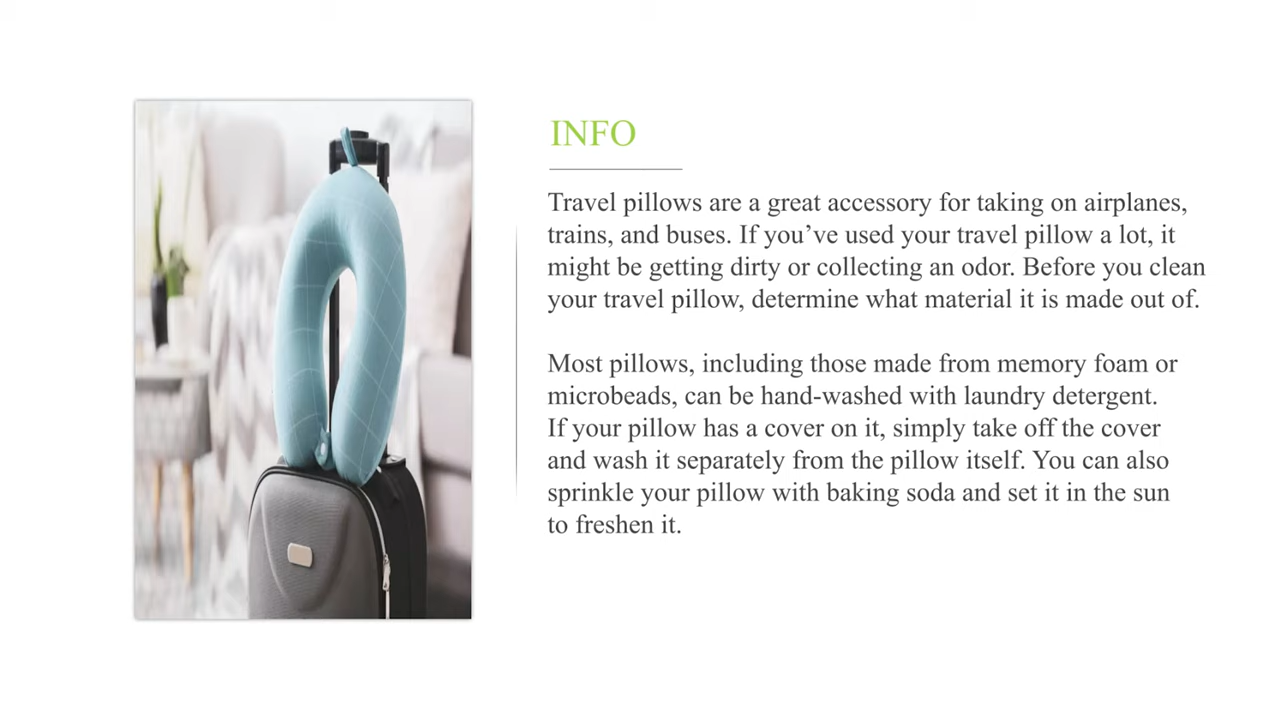 INFO
Travel pillows are a great accessory for taking on airplanes,
trains, and buses. If you’ve used your travel pillow a lot, it
might be getting dirty or collecting an odor. Before you clean
your travel pillow, determine what material it is made out of.
Most pillows, including those made from memory foam or
microbeads, can be hand-washed with laundry detergent.
If your pillow has a cover on it, simply take off the cover
and wash it separately from the pillow itself. You can also
sprinkle your pillow with baking soda and set it in the sun
to freshen it.